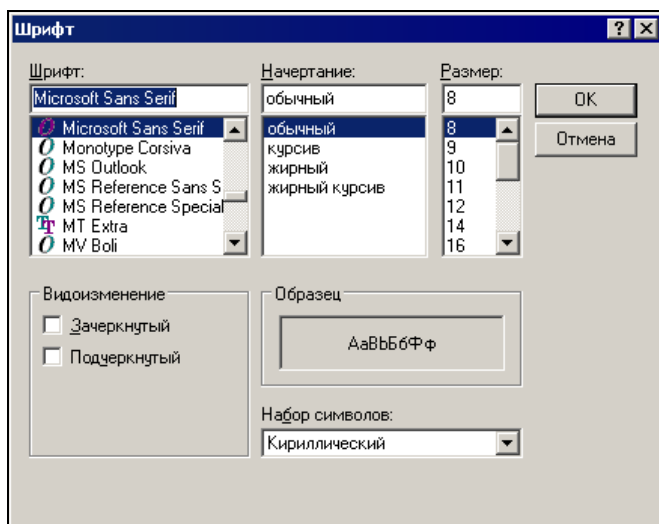 Шрифт
Шрифт:
Microsoft Sans Serif
Microsoft Sans Serif
Monotype Corsiva
MS Outlook
MS Reference Sans S
MS Reference Special
MT Extra
MV Boli
Начертание:
обычный
обычный
курсив
жирный
жирный курсив
Размер:
8
8
9
10
11
12
14
16
OK
Отмена
Видоизменение
Зачеркнутый
Подчеркнутый
Образец
АаВbБбФф
Набор символов:
Кириллический